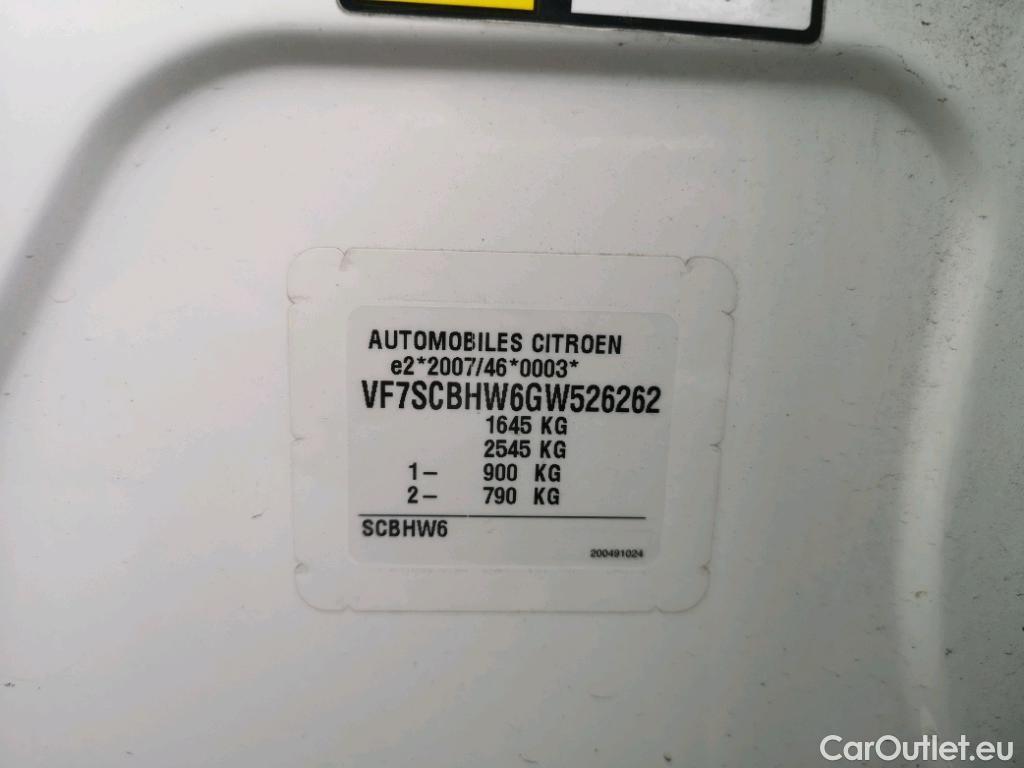 AUTOMOBILES CITROEN
e2*2007/46*0003*
VF7SCBHW6GW526262
1645 KG
2545 KG
1- 900 KG
2- 790 KG
SCBHW6
200491024
CarOutlet.eu